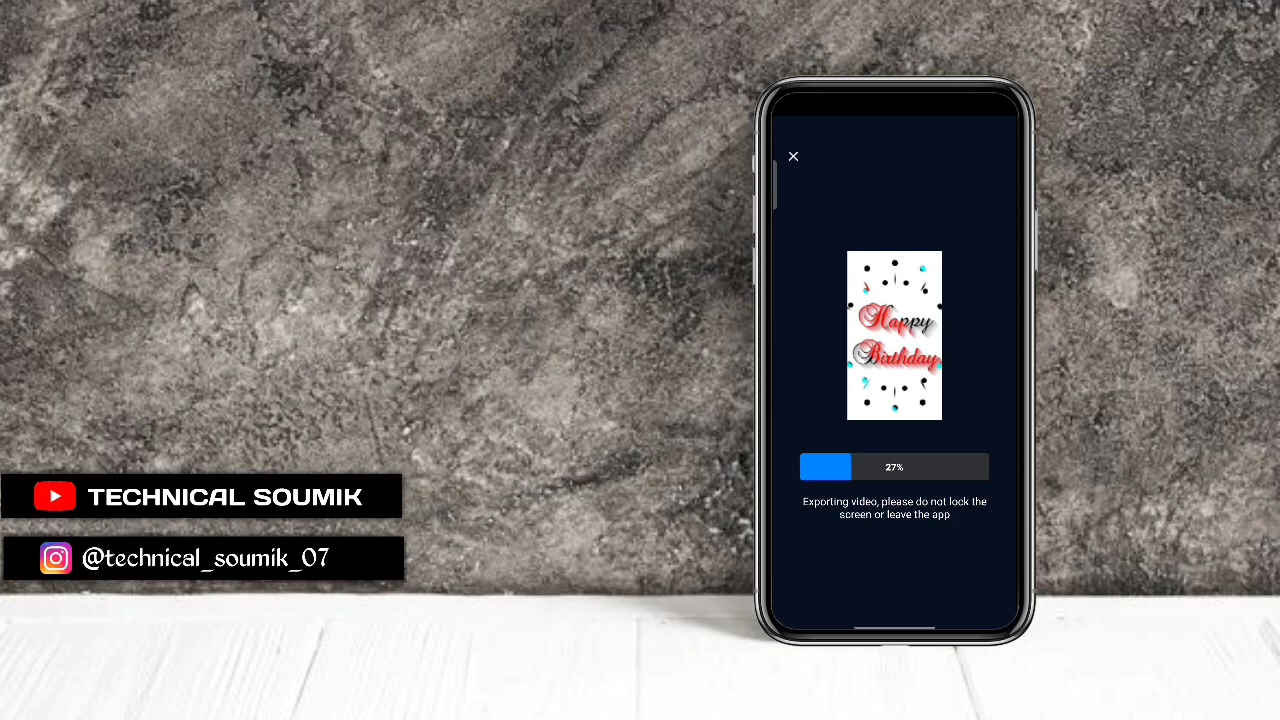 Happy
Birthday
27%
Exporting video, please do not lock the
screen or leave the app
TECHNICAL SOUMIK
@technical_soumik_07